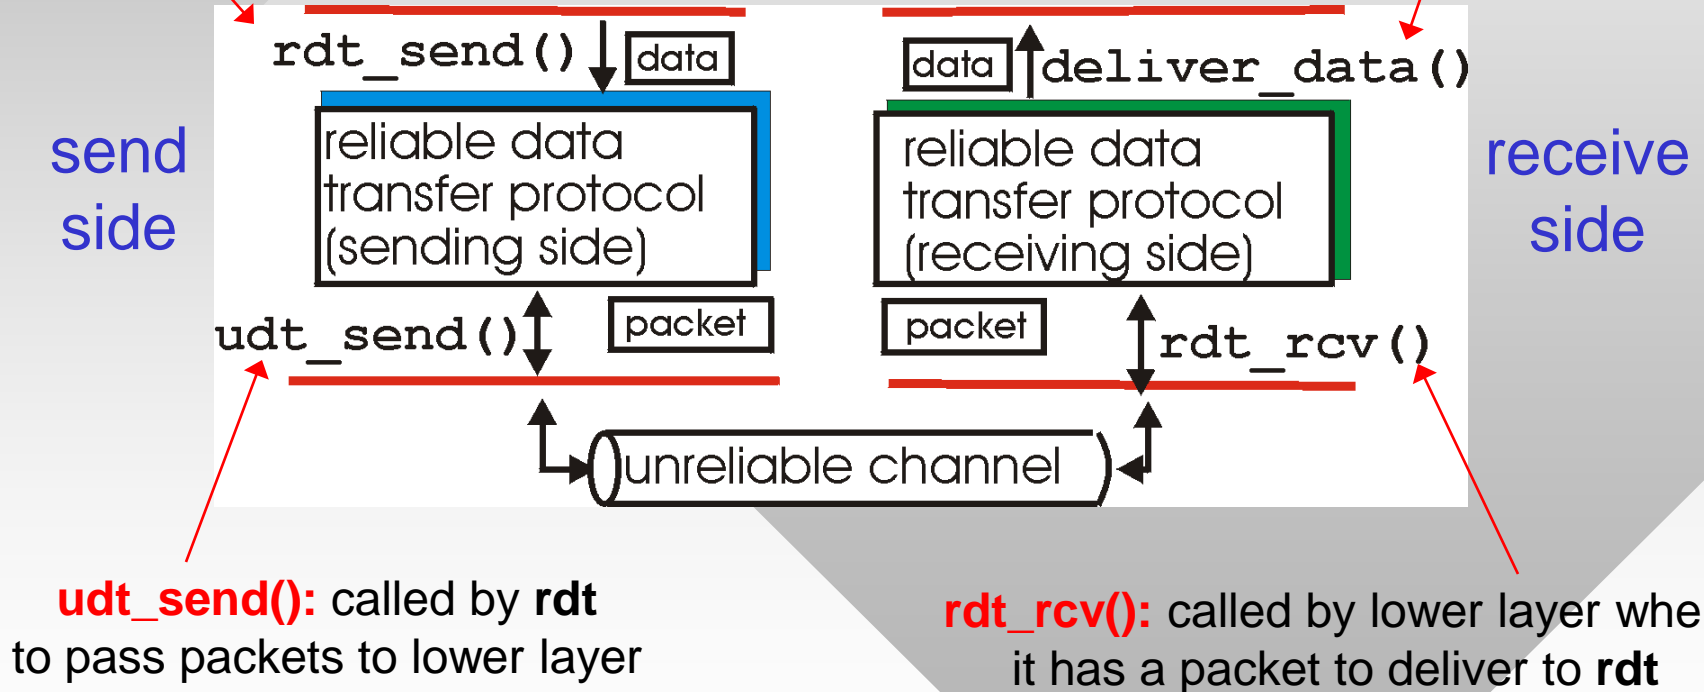 rdt_send()
data
data
deliver_data()
send
side
reliable data
transfer protocol
(sending side)
reliable data
transfer protocol
(receiving side)
receive
side
udt_send()
packet
packet
rdt_rcv()
unreliable channel
udt_send(): called by rdt
to pass packets to lower layer
rdt_rcv(): called by lower layer whe
it has a packet to deliver to rdt